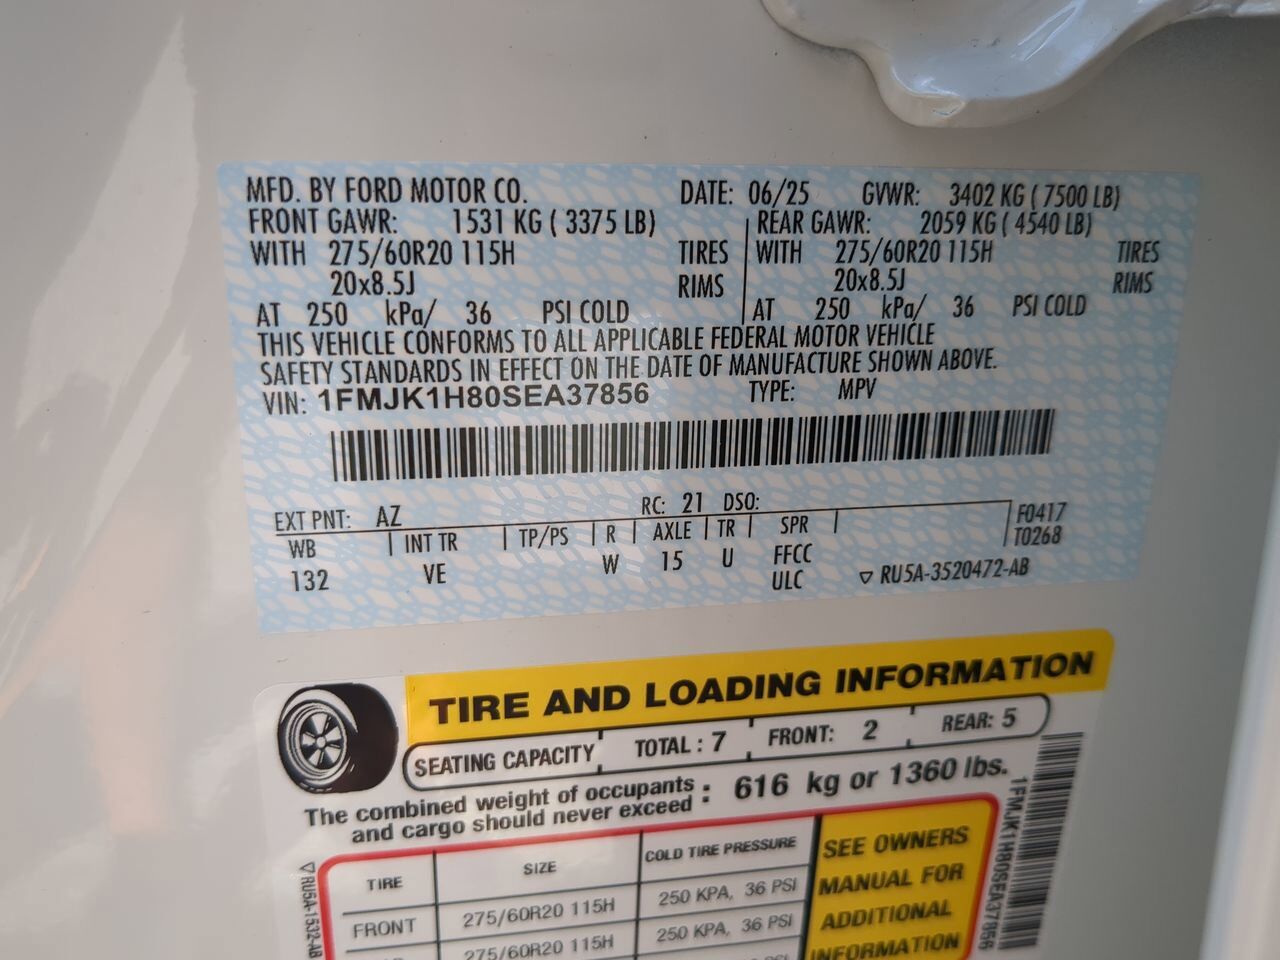 MFD. BY FORD MOTOR CO. DATE: 06/25 GVWR: 3402 KG ( 7500 LB)
FRONT GAWR: 1531 KG ( 3375 LB) REAR GAWR: 2059 KG ( 4540 LB)
WITH 275/60R20 115H TIRES WITH 275/60R20 115H TIRES
20x8.5J RIMS 20x8.5J RIMS
AT 250 kPa/ 36 PSI COLD AT 250 kPa/ 36 PSI COLD
THIS VEHICLE CONFORMS TO ALL APPLICABLE FEDERAL MOTOR VEHICLE
SAFETY STANDARDS IN EFFECT ON THE DATE OF MANUFACTURE SHOWN ABOVE.
VIN: 1FMJK1H80SEA37856 TYPE: MPV
EXT PNT: AZ RC: 21 DSO:
WB INT TR TP/PS R AXLE TR SPR F0417
T0268
132 VE W 15 U FFCC
ULC ▽ RU5A-3520472-AB
TIRE AND LOADING INFORMATION
SEATING CAPACITY TOTAL : 7 FRONT: 2 REAR: 5
The combined weight of occupants and cargo should never exceed : 616 kg or 1360 lbs.
TIRE SIZE COLD TIRE PRESSURE
FRONT 275/60R20 115H 250 KPA, 36 PSI
275/60R20 115H 250 KPA, 36 PSI
SEE OWNERS
MANUAL FOR
ADDITIONAL
INFORMATION
1FMJK1H80SEA37856
▽ RU5A-1532-AB